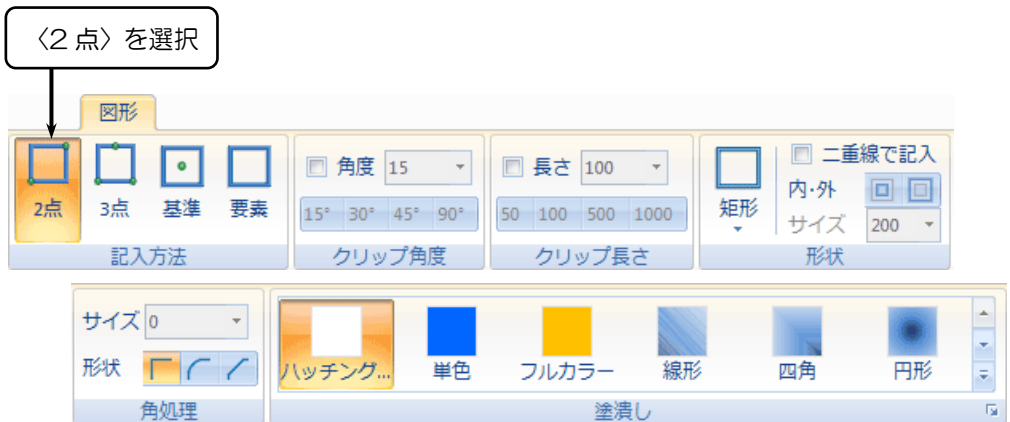 〈2 点〉を選択
図形
2点 3点 基準 要素
記入方法
角度 15
15° 30° 45° 90°
クリップ角度
長さ 100
50 100 500 1000
クリップ長さ
矩形
二重線で記入
内・外
サイズ 200
形状
サイズ 0
形状
角処理
ハッチング... 単色 フルカラー 線形 四角 円形
塗潰し